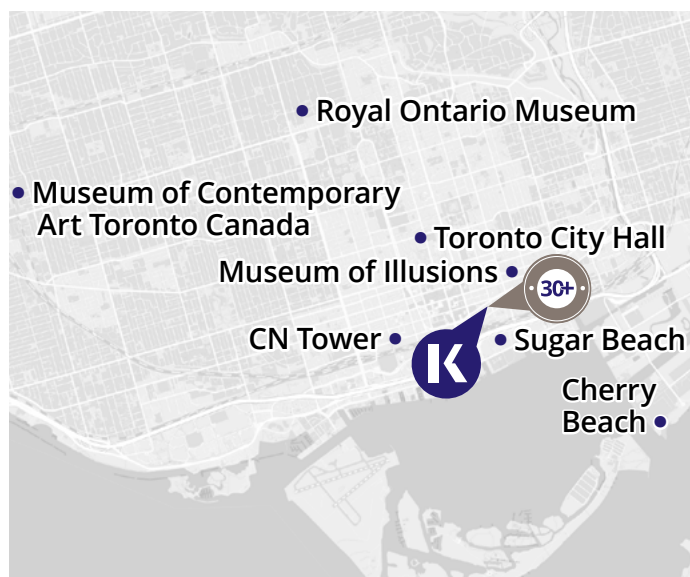 Royal Ontario Museum
Museum of Contemporary
Art Toronto Canada
Toronto City Hall
Museum of Illusions
30+
CN Tower
K
Sugar Beach
Cherry
Beach